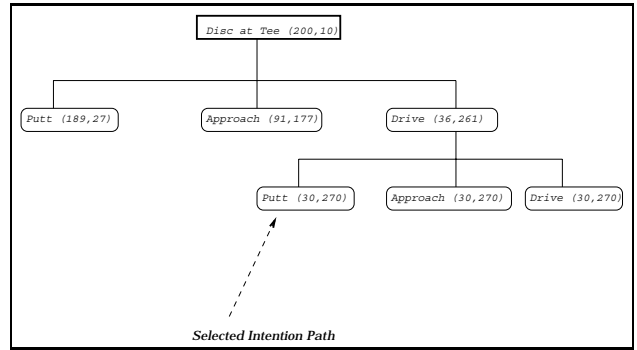 Disc at Tee (200,10)
Putt (189,27)
Approach (91,177)
Drive (36,261)
Putt (30,270)
Approach (30,270)
Drive (30,270)
Selected Intention Path